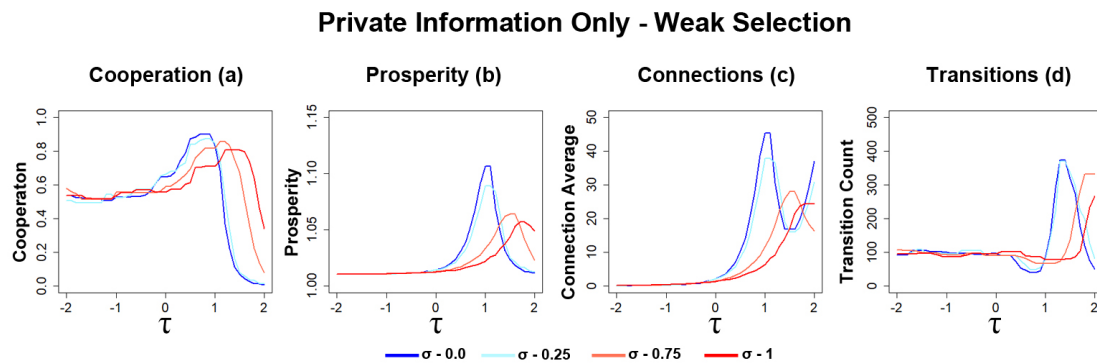 Private Information Only - Weak Selection
Cooperation (a)
Cooperaton
0.0 0.2 0.4 0.6 0.8 1.0
-2 -1 0 1 2
τ
Prosperity (b)
Prosperity
1.00 1.05 1.10 1.15
-2 -1 0 1 2
τ
Connections (c)
Connection Average
0 10 20 30 40 50
-2 -1 0 1 2
τ
Transitions (d)
Transition Count
0 100 200 300 400 500
-2 -1 0 1 2
τ
σ - 0.0 σ - 0.25 σ - 0.75 σ - 1